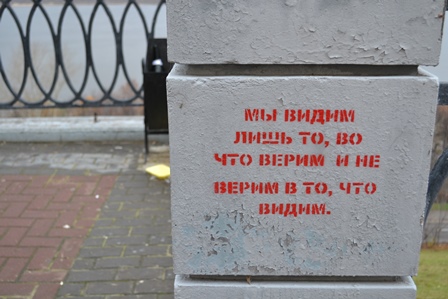 МЫ ВИДИМ
ЛИШЬ ТО, ВО
ЧТО ВЕРИМ И НЕ
ВЕРИМ В ТО, ЧТО
ВИДИМ.